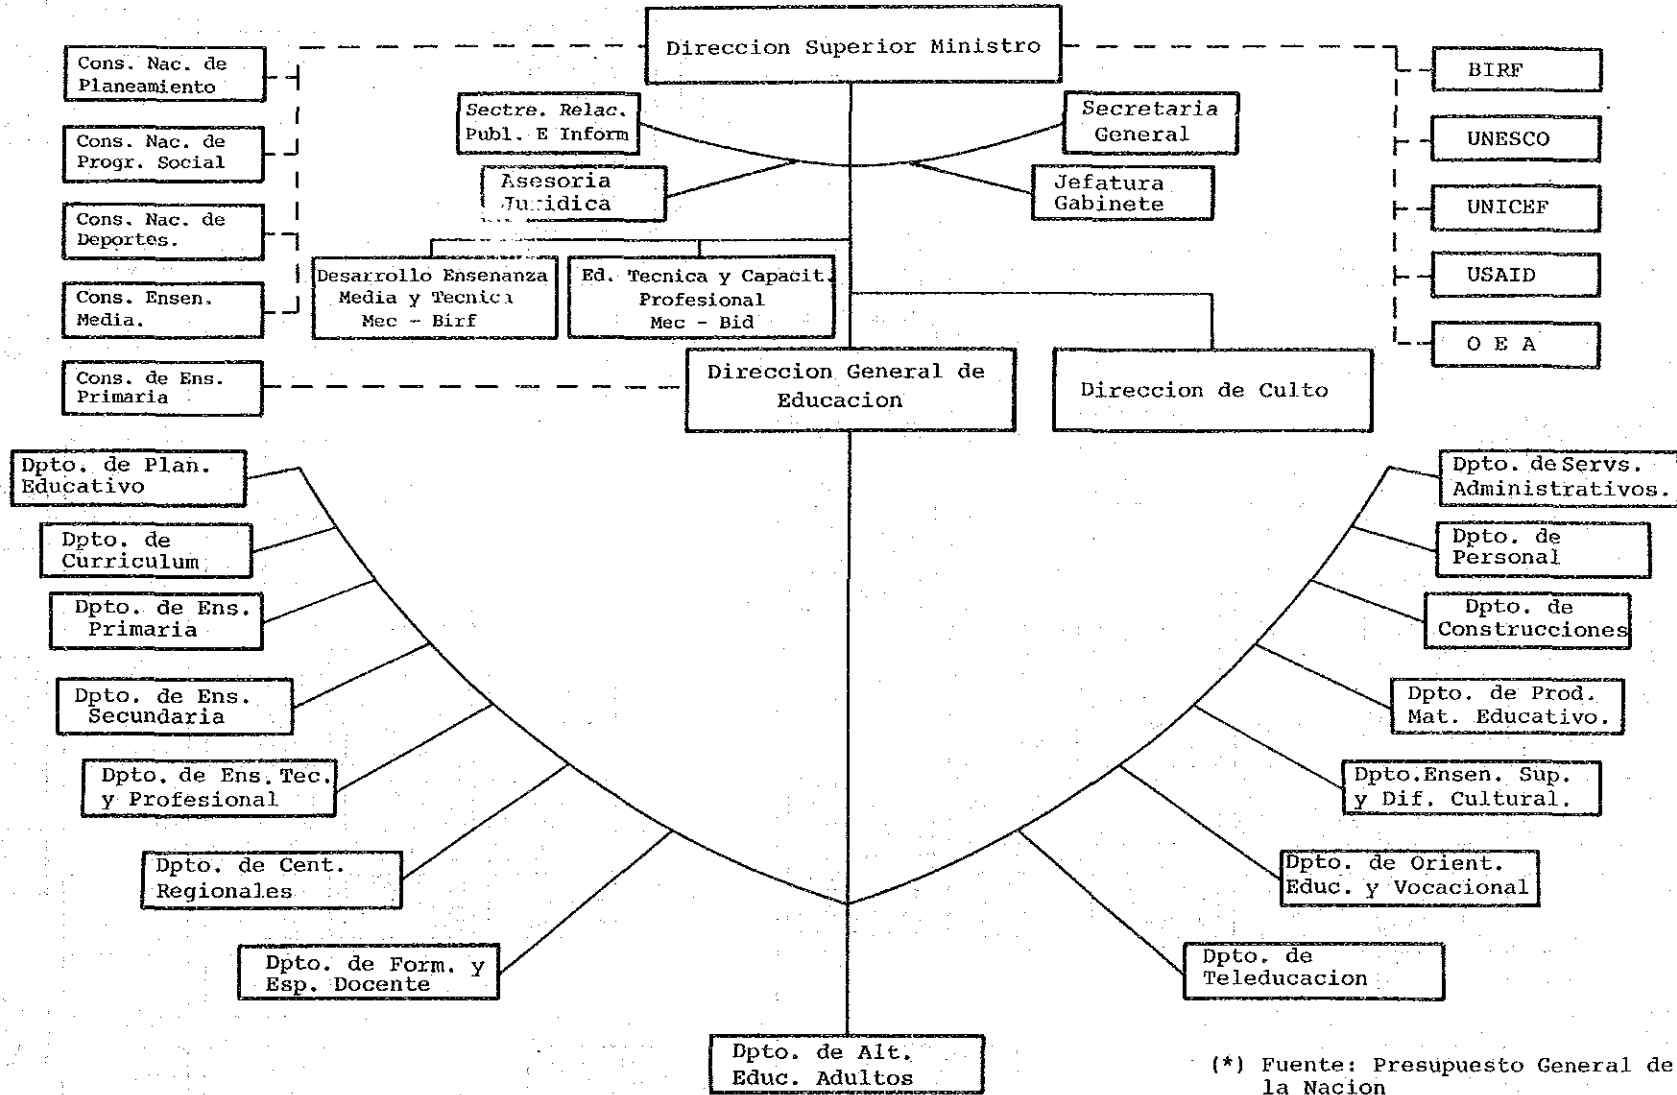 Direccion Superior Ministro
Cons. Nac. de
Planeamiento
Cons. Nac. de
Progr. Social
Cons. Nac. de
Deportes.
Cons. Ensen.
Media.
Cons. de Ens.
Primaria
Sectre. Relac.
Publ. E Inform
Asesoria
Juridica
Secretaria
General
Jefatura
Gabinete
BIRF
UNESCO
UNICEF
USAID
O E A
Desarrollo Ensenanza
Media y Tecnica
Mec - Birf
Ed. Tecnica y Capacit.
Profesional
Mec - Bid
Direccion General de
Educacion
Direccion de Culto
Dpto. de Plan.
Educativo
Dpto. de
Curriculum
Dpto. de Ens.
Primaria
Dpto. de Ens.
Secundaria
Dpto. de Ens. Tec.
y Profesional
Dpto. de Cent.
Regionales
Dpto. de Form. y
Esp. Docente
Dpto. de Alt.
Educ. Adultos
Dpto. de Servs.
Administrativos.
Dpto. de
Personal
Dpto. de
Construcciones
Dpto. de Prod.
Mat. Educativo.
Dpto.Ensen. Sup.
y Dif. Cultural.
Dpto. de Orient.
Educ. y Vocacional
Dpto. de
Teleducacion
(*) Fuente: Presupuesto General de
la Nacion